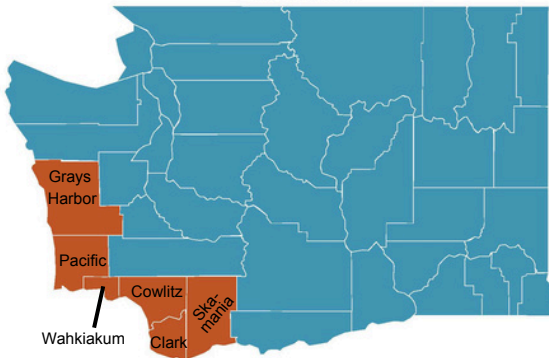 Grays
Harbor
Pacific
Cowlitz
Ska-
mania
Wahkiakum
Clark